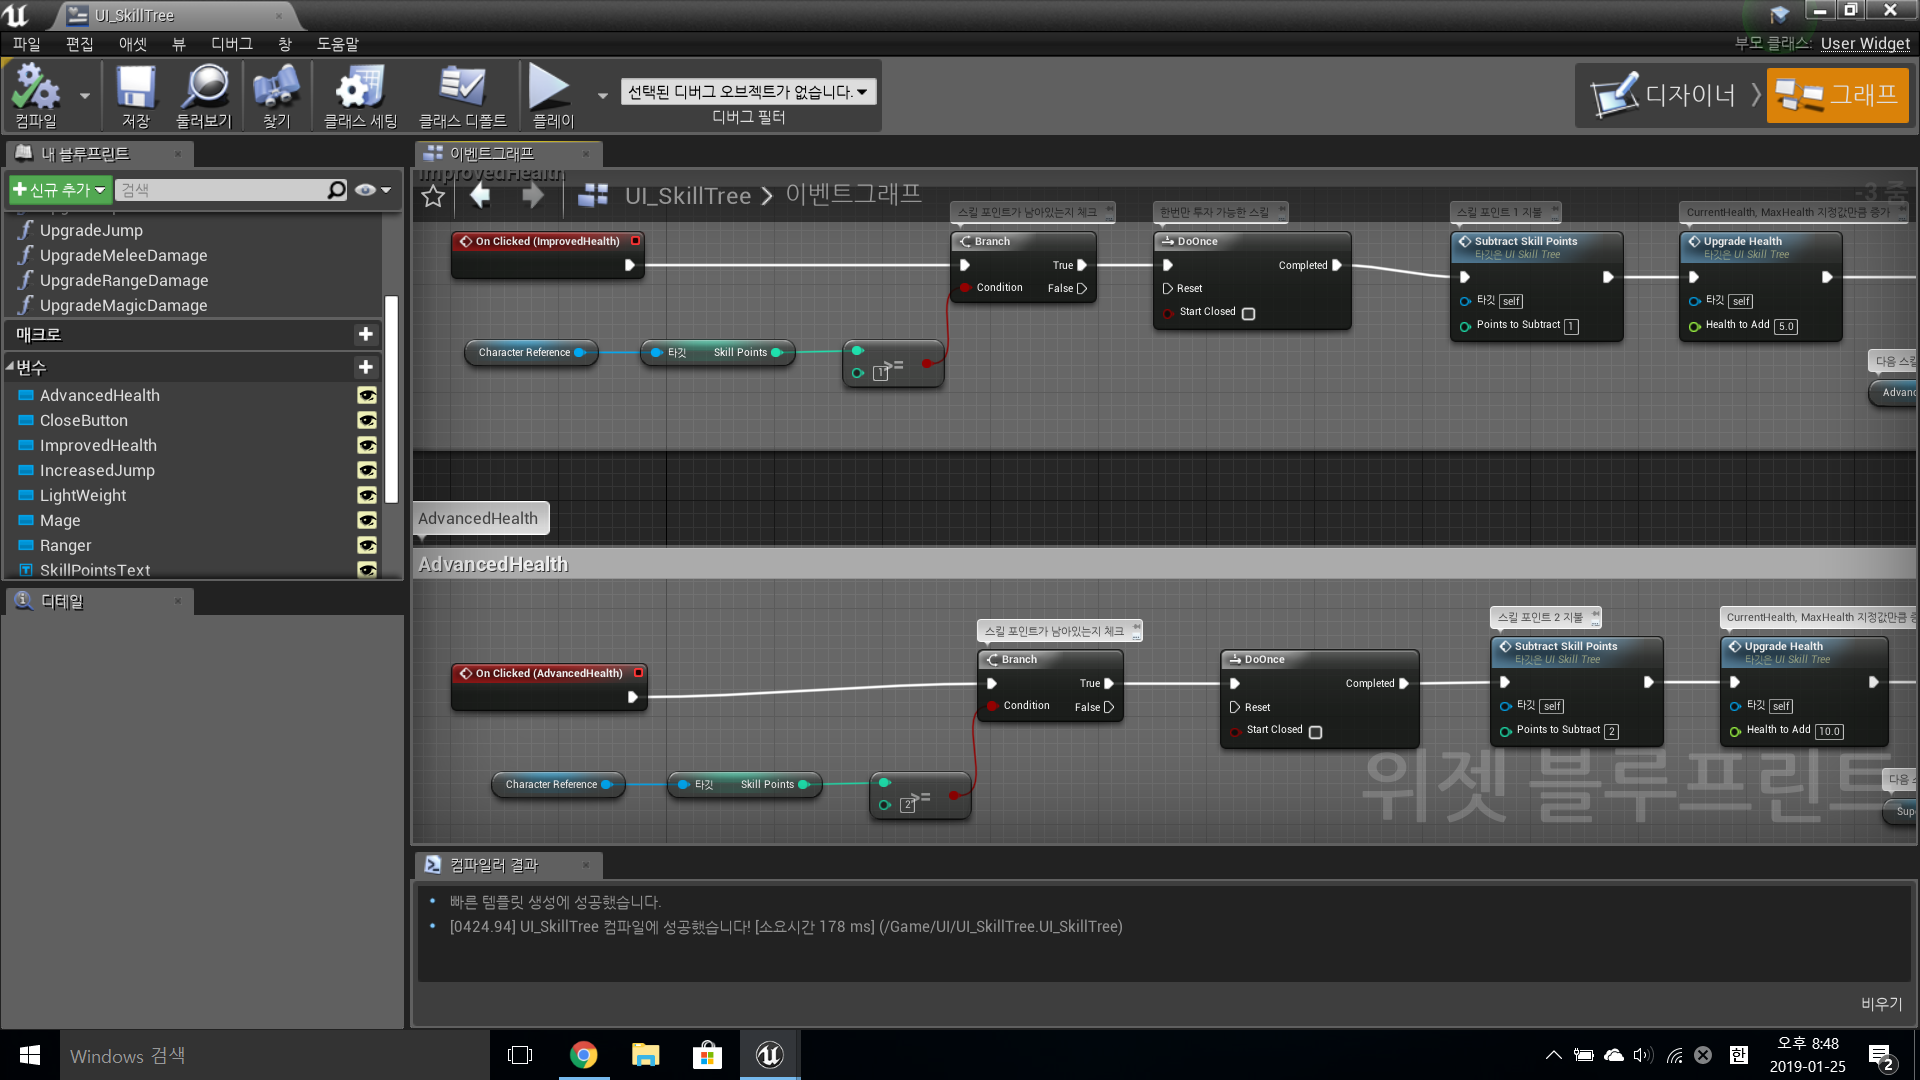 UI_SkillTree
파일 편집 애셋 뷰 디버그 창 도움말
부모 클래스: User Widget
컴파일 저장 둘러보기 찾기 클래스 세팅 클래스 디폴트 플레이
선택된 디버그 오브젝트가 없습니다.
디버그 필터
디자이너 그래프
내 블루프린트
신규 추가 검색
UpgradeJump
UpgradeMeleeDamage
UpgradeRangeDamage
UpgradeMagicDamage
매크로
변수
AdvancedHealth
CloseButton
ImprovedHealth
IncreasedJump
LightWeight
Mage
Ranger
SkillPointsText
디테일
이벤트그래프
ImprovedHealth
UI_SkillTree > 이벤트그래프
-3 줌
스킬 포인트가 남아있는지 체크
한번만 투자 가능한 스킬
스킬 포인트 1 지불
CurrentHealth, MaxHealth 지정값만큼 증가
On Clicked (ImprovedHealth)
Branch
True
Condition
False
DoOnce
Completed
Reset
Start Closed
Subtract Skill Points
타깃은 UI Skill Tree
타깃 self
Points to Subtract 1
Upgrade Health
타깃은 UI Skill Tree
타깃 self
Health to Add 5.0
Character Reference
타깃 Skill Points
>=
1
다음 스킬
Advanc
AdvancedHealth
AdvancedHealth
스킬 포인트가 남아있는지 체크
스킬 포인트 2 지불
CurrentHealth, MaxHealth 지정값만큼 증
On Clicked (AdvancedHealth)
Branch
True
Condition
False
DoOnce
Completed
Reset
Start Closed
Subtract Skill Points
타깃은 UI Skill Tree
타깃 self
Points to Subtract 2
Upgrade Health
타깃은 UI Skill Tree
타깃 self
Health to Add 10.0
Character Reference
타깃 Skill Points
>=
2
다음
Sup
위젯 블루프린트
컴파일러 결과
빠른 템플릿 생성에 성공했습니다.
[0424.94] UI_SkillTree 컴파일에 성공했습니다! [소요시간 178 ms] (/Game/UI/UI_SkillTree.UI_SkillTree)
비우기
Windows 검색
한
오후 8:48
2019-01-25
2